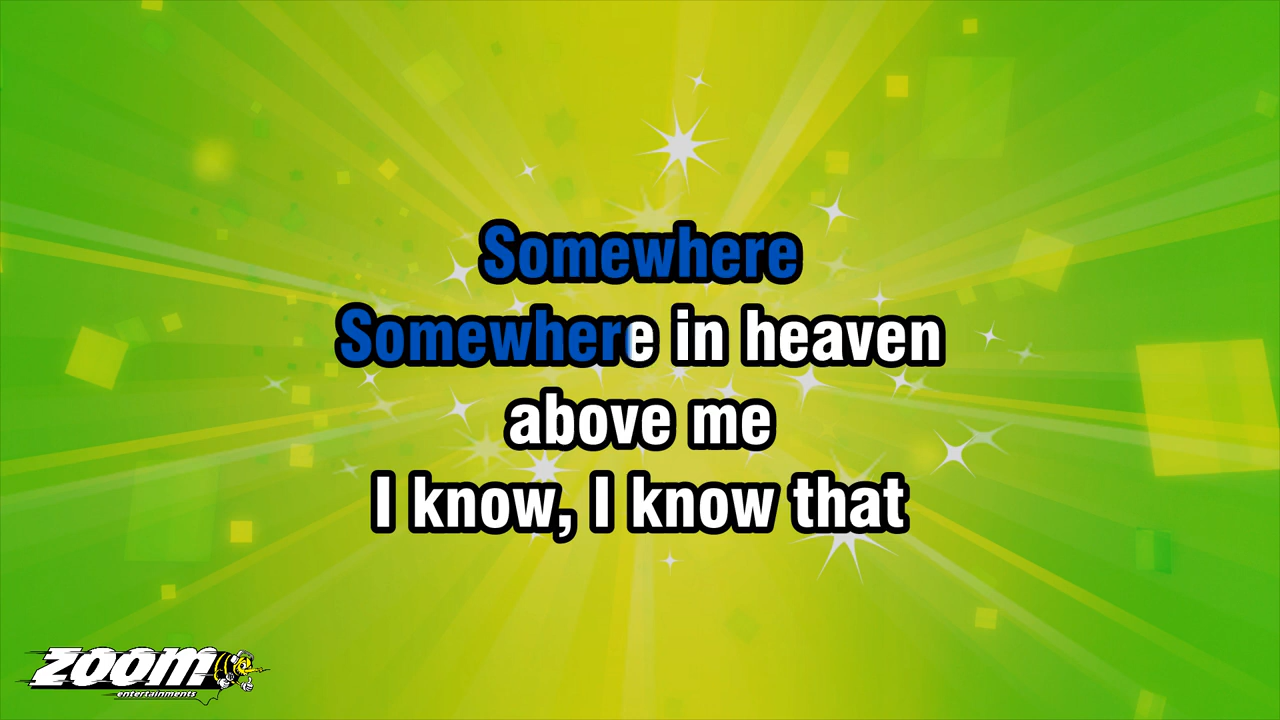 Somewhere
Somewhere in heaven
above me
I know, I know that
zoom
entertainments